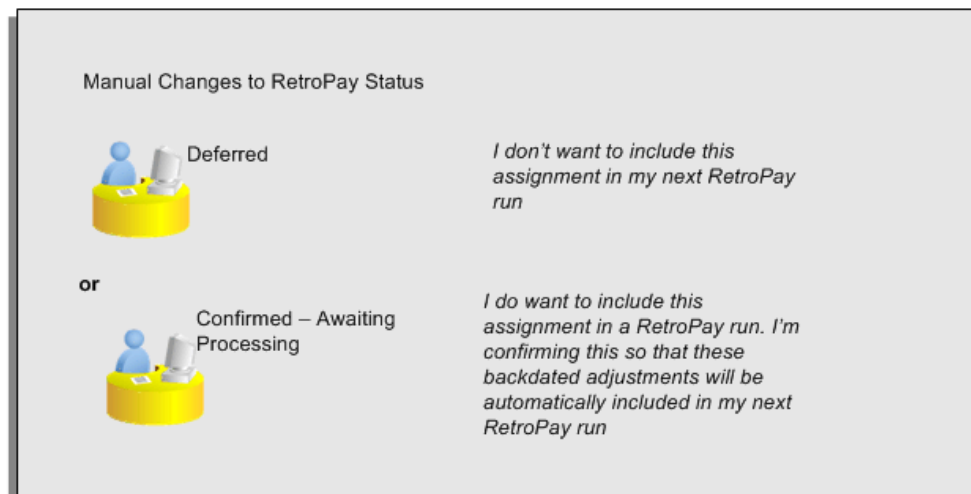 Manual Changes to RetroPay Status
Deferred
I don't want to include this
assignment in my next RetroPay
run
or
Confirmed – Awaiting
Processing
I do want to include this
assignment in a RetroPay run. I'm
confirming this so that these
backdated adjustments will be
automatically included in my next
RetroPay run